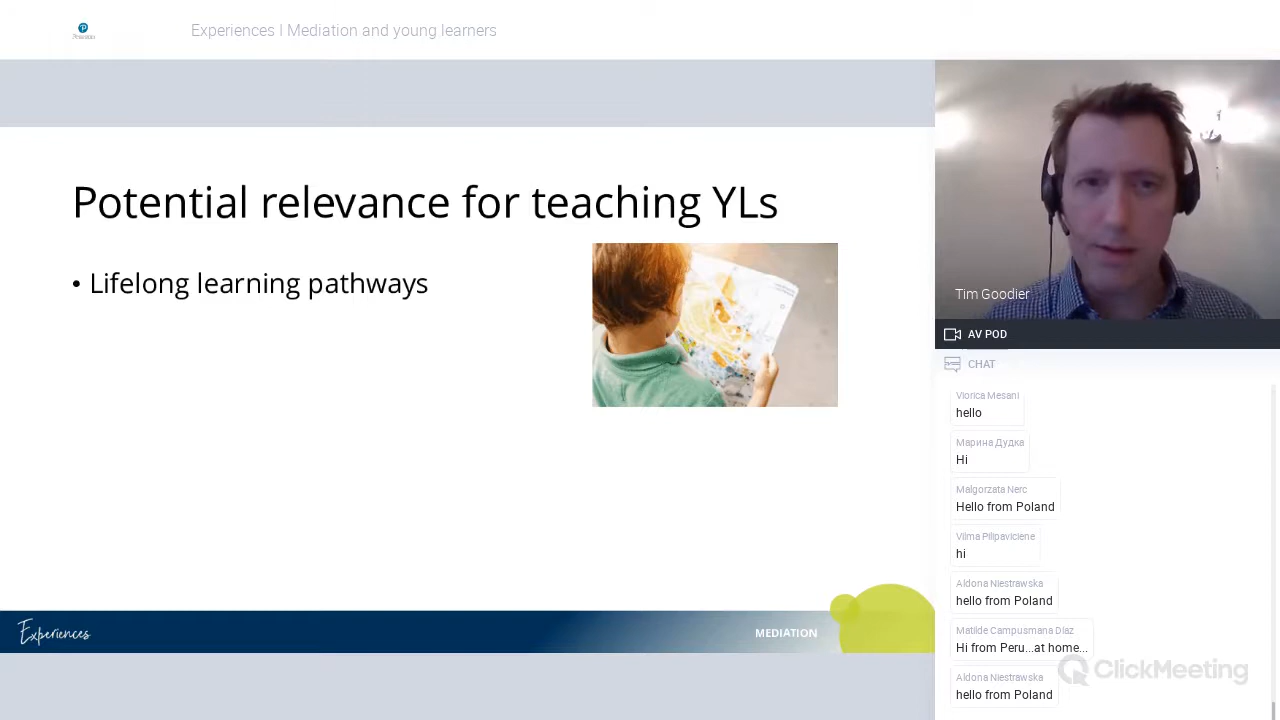 Pearson
Experiences I Mediation and young learners
Potential relevance for teaching YLs
• Lifelong learning pathways
Experiences
MEDIATION
Tim Goodier
AV POD
CHAT
Viorica Mesani
hello
Марина Дудка
Hi
Malgorzata Nerc
Hello from Poland
Vilma Pilipaviciene
hi
Aldona Niestrawska
hello from Poland
Matilde Campusmana Diaz
Hi from Peru...at home...
Aldona Niestrawska
hello from Poland
ClickMeeting